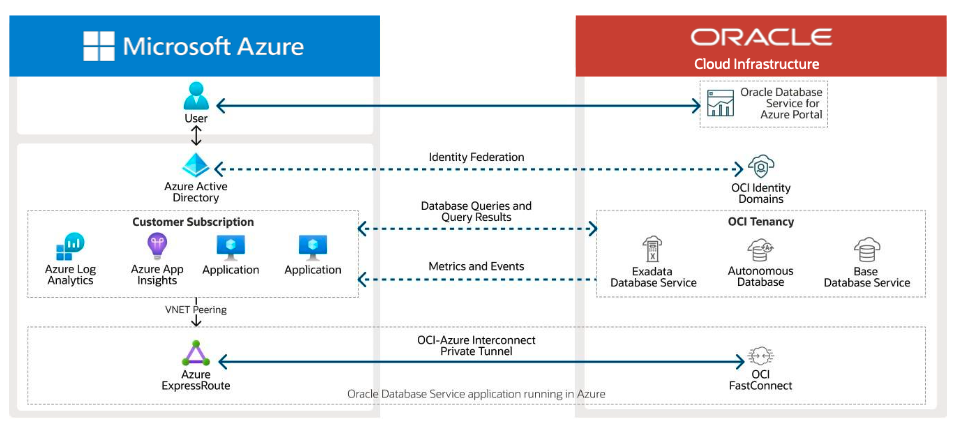 Microsoft Azure
ORACLE
Cloud Infrastructure
User
Oracle Database
Service for
Azure Portal
Identity Federation
Azure Active
Directory
OCI Identity
Domains
Database Queries and
Query Results
Customer Subscription
Azure Log
Analytics
Azure App
Insights
Application
Application
Metrics and Events
OCI Tenancy
Exadata
Database Service
Autonomous
Database
Base
Database Service
VNET Peering
OCI-Azure Interconnect
Private Tunnel
Azure
ExpressRoute
OCI
FastConnect
Oracle Database Service application running in Azure